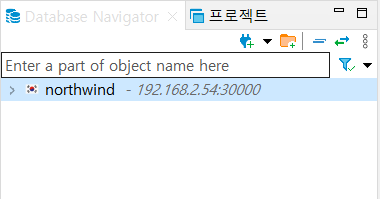 Database Navigator 프로젝트
Enter a part of object name here
northwind - 192.168.2.54:30000